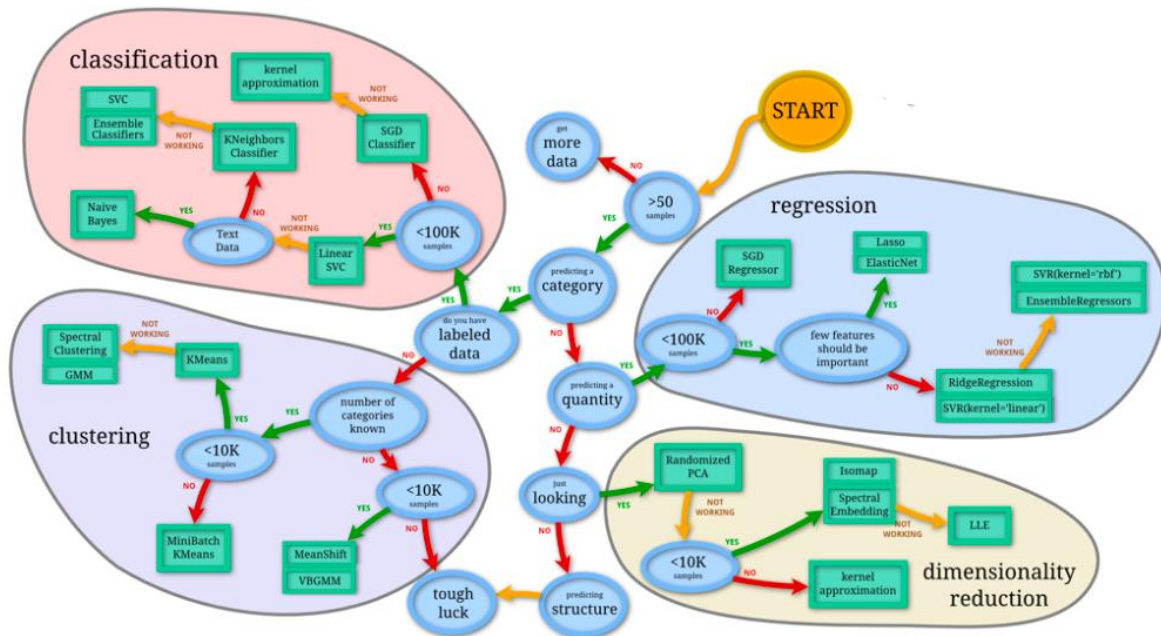 classification
kernel
approximation
NOT
WORKING
SVC
Ensemble
Classifiers
NOT
WORKING
KNeighbors
Classifier
SGD
Classifier
NO
Naive
Bayes
YES
Text
Data
NO
NOT
WORKING
Linear
SVC
YES
<100K
samples
YES
START
get
more
data
NO
>50
samples
YES
predicting a
category
YES
NO
do you have
labeled
data
NO
predicting a
quantity
YES
NO
just
looking
YES
NO
predicting
structure
tough
luck
regression
SGD
Regressor
NO
<100K
samples
YES
Lasso
ElasticNet
YES
few features
should be
important
NO
SVR(kernel='rbf')
EnsembleRegressors
NOT
WORKING
RidgeRegression
SVR(kernel='linear')
clustering
Spectral
Clustering
GMM
NOT
WORKING
KMeans
YES
<10K
samples
YES
number of
categories
known
NO
NO
MiniBatch
KMeans
<10K
samples
YES
NO
MeanShift
VBGMM
Randomized
PCA
NOT
WORKING
<10K
samples
YES
NO
Isomap
Spectral
Embedding
NOT
WORKING
LLE
kernel
approximation
dimensionality
reduction